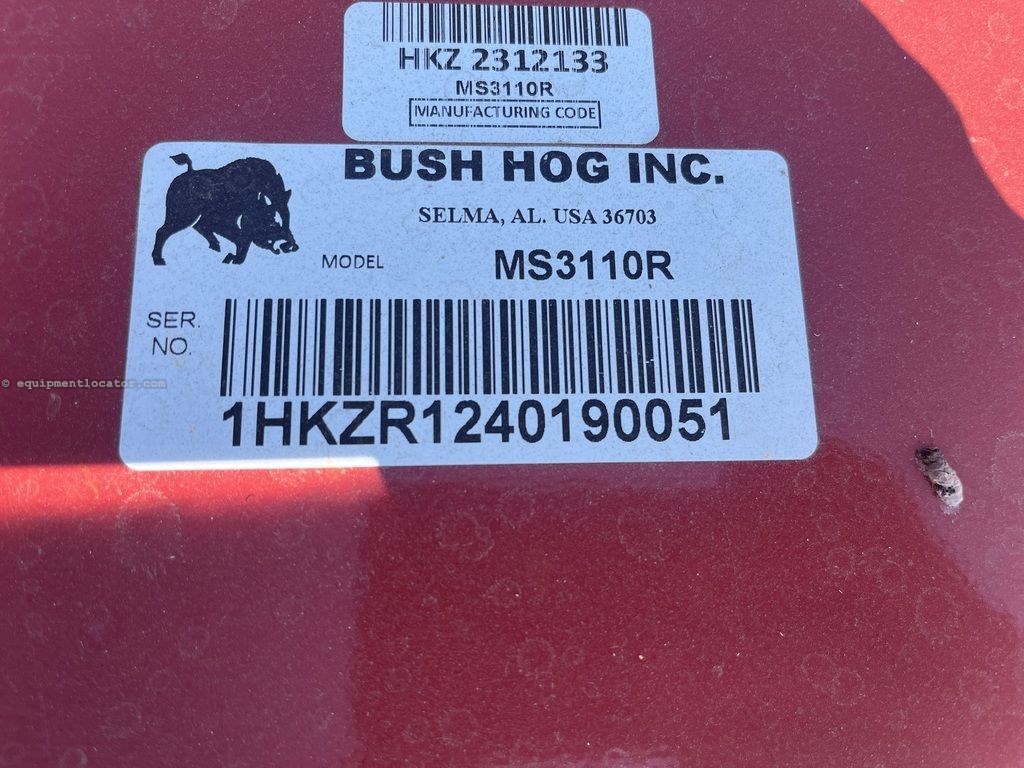 HKZ 2312133
MS3110R
MANUFACTURING CODE
BUSH HOG INC.
SELMA, AL. USA 36703
MODEL MS3110R
SER.
NO.
1HKZR1240190051
© equipmentlocator.com